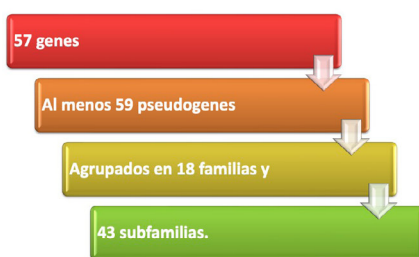 57 genes
Al menos 59 pseudogenes
Agrupados en 18 familias y
43 subfamilias.